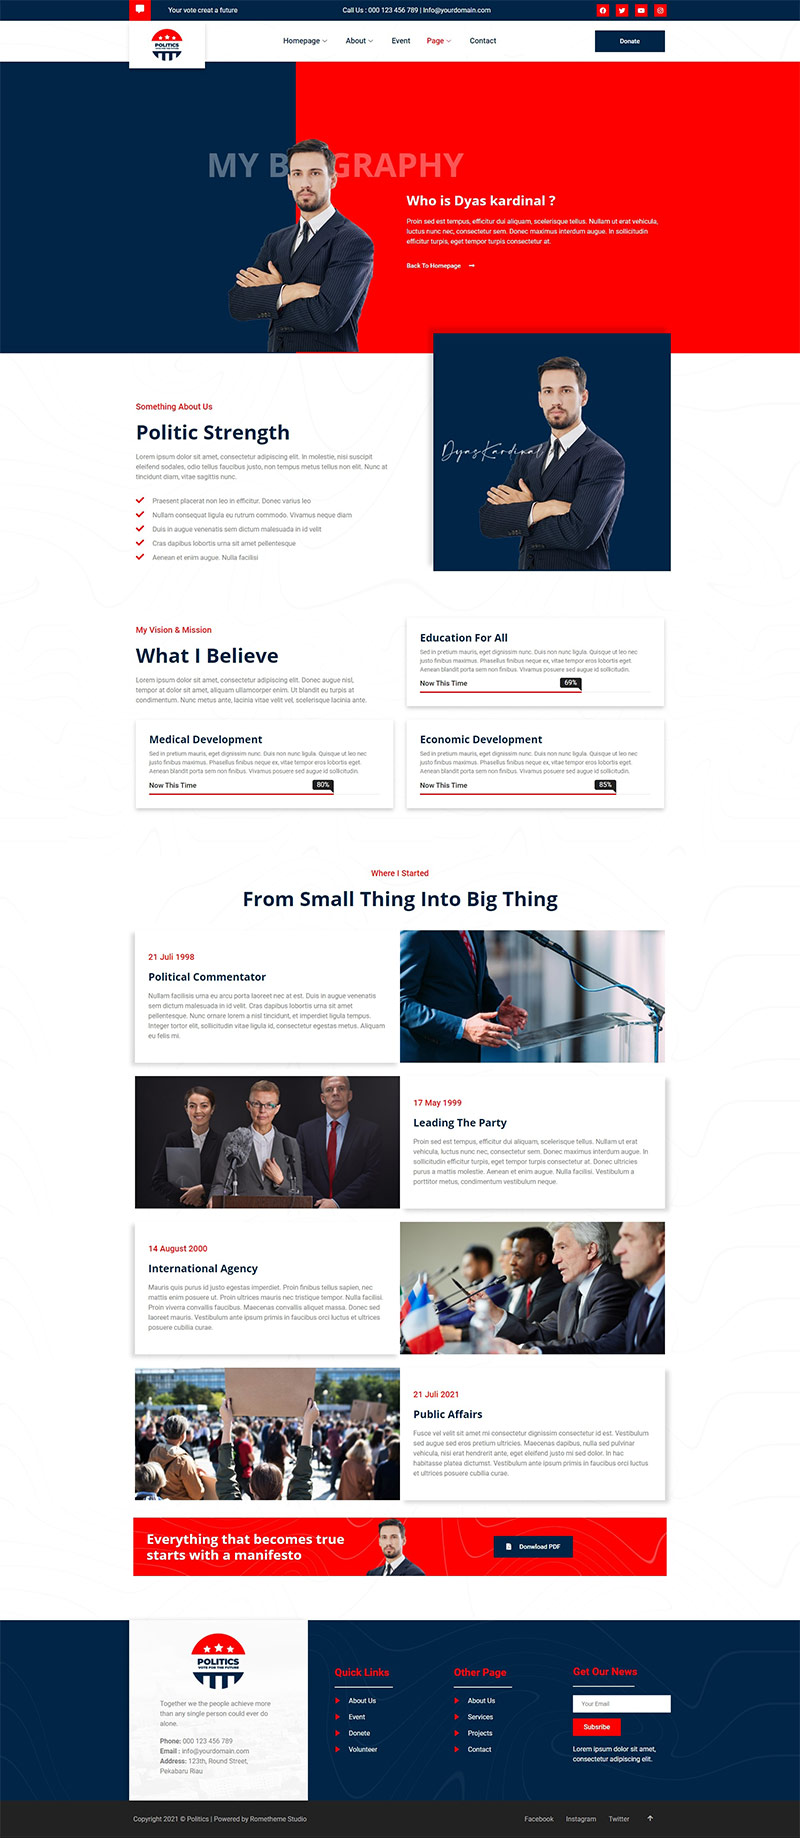 Your vote creat a future
Call Us : 000 123 456 789 | Info@yourdomain.com
POLITICS
VOTE FOR THE FUTURE
Homepage
About
Event
Page
Contact
Donate
MY BIOGRAPHY
Who is Dyas kardinal ?
Proin sed est tempus, efficitur dui aliquam, scelerisque tellus. Nullam ut erat vehicula,
luctus nunc nec, consectetur sem. Donec maximus interdum augue. In sollicitudin
efficitur turpis, eget tempor turpis consectetur at.
Back To Homepage
Something About Us
Politic Strength
Lorem ipsum dolor sit amet, consectetur adipiscing elit. In molestie, nisi suscipit
eleifend sodales, odio tellus faucibus justo, non tempus metus tellus non elit. Nunc at
tincidunt diam, vitae sagittis nunc.
Praesent placerat non leo in efficitur. Donec varius leo
Nullam consequat ligula eu rutrum commodo. Vivamus neque diam
Duis in augue venenatis sem dictum malesuada in id velit
Cras dapibus lobortis urna sit amet pellentesque
Aenean et enim augue. Nulla facilisi
DyasKardinal
My Vision & Mission
What I Believe
Lorem ipsum dolor sit amet, consectetur adipiscing elit. Donec augue nisl,
tempor at dolor sit amet, aliquam ullamcorper enim. Ut blandit eu turpis at
condimentum. Nunc metus ante, lacinia vitae velit vel, scelerisque lacinia ante.
Education For All
Sed in pretium mauris, eget dignissim nunc. Duis non nunc ligula. Quisque ut leo nec
justo finibus maximus. Phasellus finibus neque ex, vitae tempor eros lobortis eget.
Aenean blandit porta sem non finibus. Vivamus posuere sed augue id sollicitudin.
Now This Time
69%
Medical Development
Sed in pretium mauris, eget dignissim nunc. Duis non nunc ligula. Quisque ut leo nec
justo finibus maximus. Phasellus finibus neque ex, vitae tempor eros lobortis eget.
Aenean blandit porta sem non finibus. Vivamus posuere sed augue id sollicitudin.
Now This Time
80%
Economic Development
Sed in pretium mauris, eget dignissim nunc. Duis non nunc ligula. Quisque ut leo nec
justo finibus maximus. Phasellus finibus neque ex, vitae tempor eros lobortis eget.
Aenean blandit porta sem non finibus. Vivamus posuere sed augue id sollicitudin.
Now This Time
85%
Where I Started
From Small Thing Into Big Thing
21 Juli 1998
Political Commentator
Nullam facilisis urna eu arcu porta laoreet nec at est. Duis in augue venenatis
sem dictum malesuada in id velit. Cras dapibus lobortis urna sit amet
pellentesque. Nunc ornare lorem a nisl tincidunt, et imperdiet ligula tempus.
Integer tortor elit, sollicitudin vitae ligula id, consectetur egestas metus. Aliquam
eu felis mi.
17 May 1999
Leading The Party
Proin sed est tempus, efficitur dui aliquam, scelerisque tellus. Nullam ut erat
vehicula, luctus nunc nec, consectetur sem. Donec maximus interdum augue. In
sollicitudin efficitur turpis, eget tempor turpis consectetur at. Donec ultricies
purus a mattis molestie. Aenean et enim augue. Nulla facilisi. Vestibulum a
porttitor metus, condimentum vestibulum neque.
14 August 2000
International Agency
Mauris quis purus id justo egestas imperdiet. Proin finibus tellus sapien, nec
mattis enim posuere ut. Proin ultrices mauris nec tristique tempor. Nulla facilisi.
Proin viverra convallis faucibus. Maecenas convallis aliquet massa. Donec sed
laoreet mauris. Vestibulum ante ipsum primis in faucibus orci luctus et ultrices
posuere cubilia curae.
21 Juli 2021
Public Affairs
Fusce vel velit sit amet mi consectetur dignissim consectetur id est. Vestibulum
sed augue sed eros pretium ultricies. Maecenas dapibus, nulla sed pulvinar
vehicula, nisi erat hendrerit ante, eget eleifend justo mi sed dolor. In hac
habitasse platea dictumst. Vestibulum ante ipsum primis in faucibus orci luctus
et ultrices posuere cubilia curae.
Everything that becomes true
starts with a manifesto
Donwload PDF
POLITICS
VOTE FOR THE FUTURE
Together we the people achieve more
than any single person could ever do
alone.
Phone: 000 123 456 789
Email : info@yourdomain.com
Address: 123th, Round Street,
Pekabaru Riau
Quick Links
About Us
Event
Donete
Volunteer
Other Page
About Us
Services
Projects
Contact
Get Our News
Your Email
Subsribe
Lorem ipsum dolor sit amet,
consectetur adipiscing elit.
Copyright 2021 © Politics | Powered by Rometheme Studio
Facebook
Instagram
Twitter